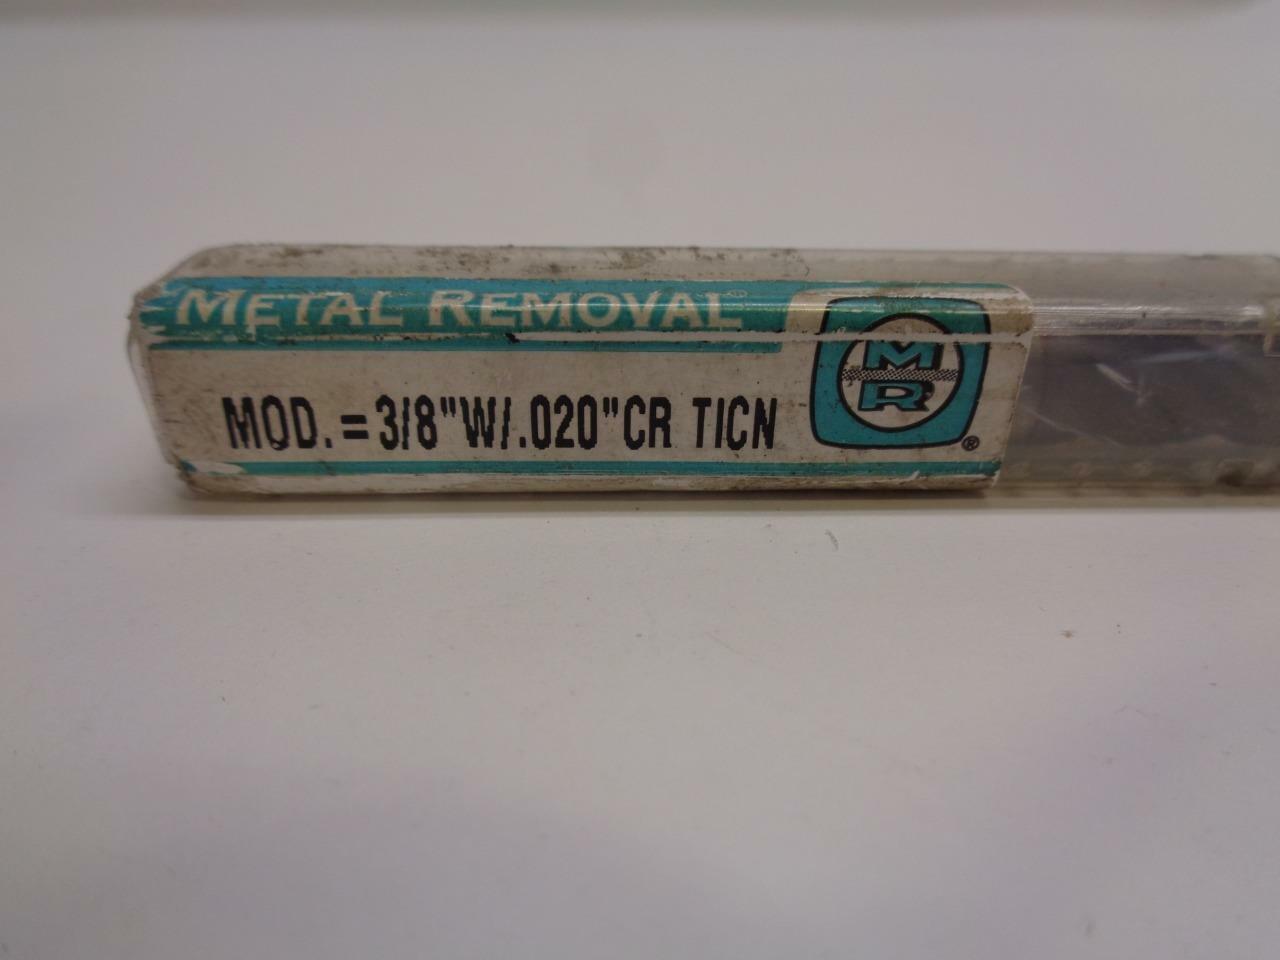 METAL REMOVAL®
MR®
MOD. = 3/8"W/.020"CR TICN